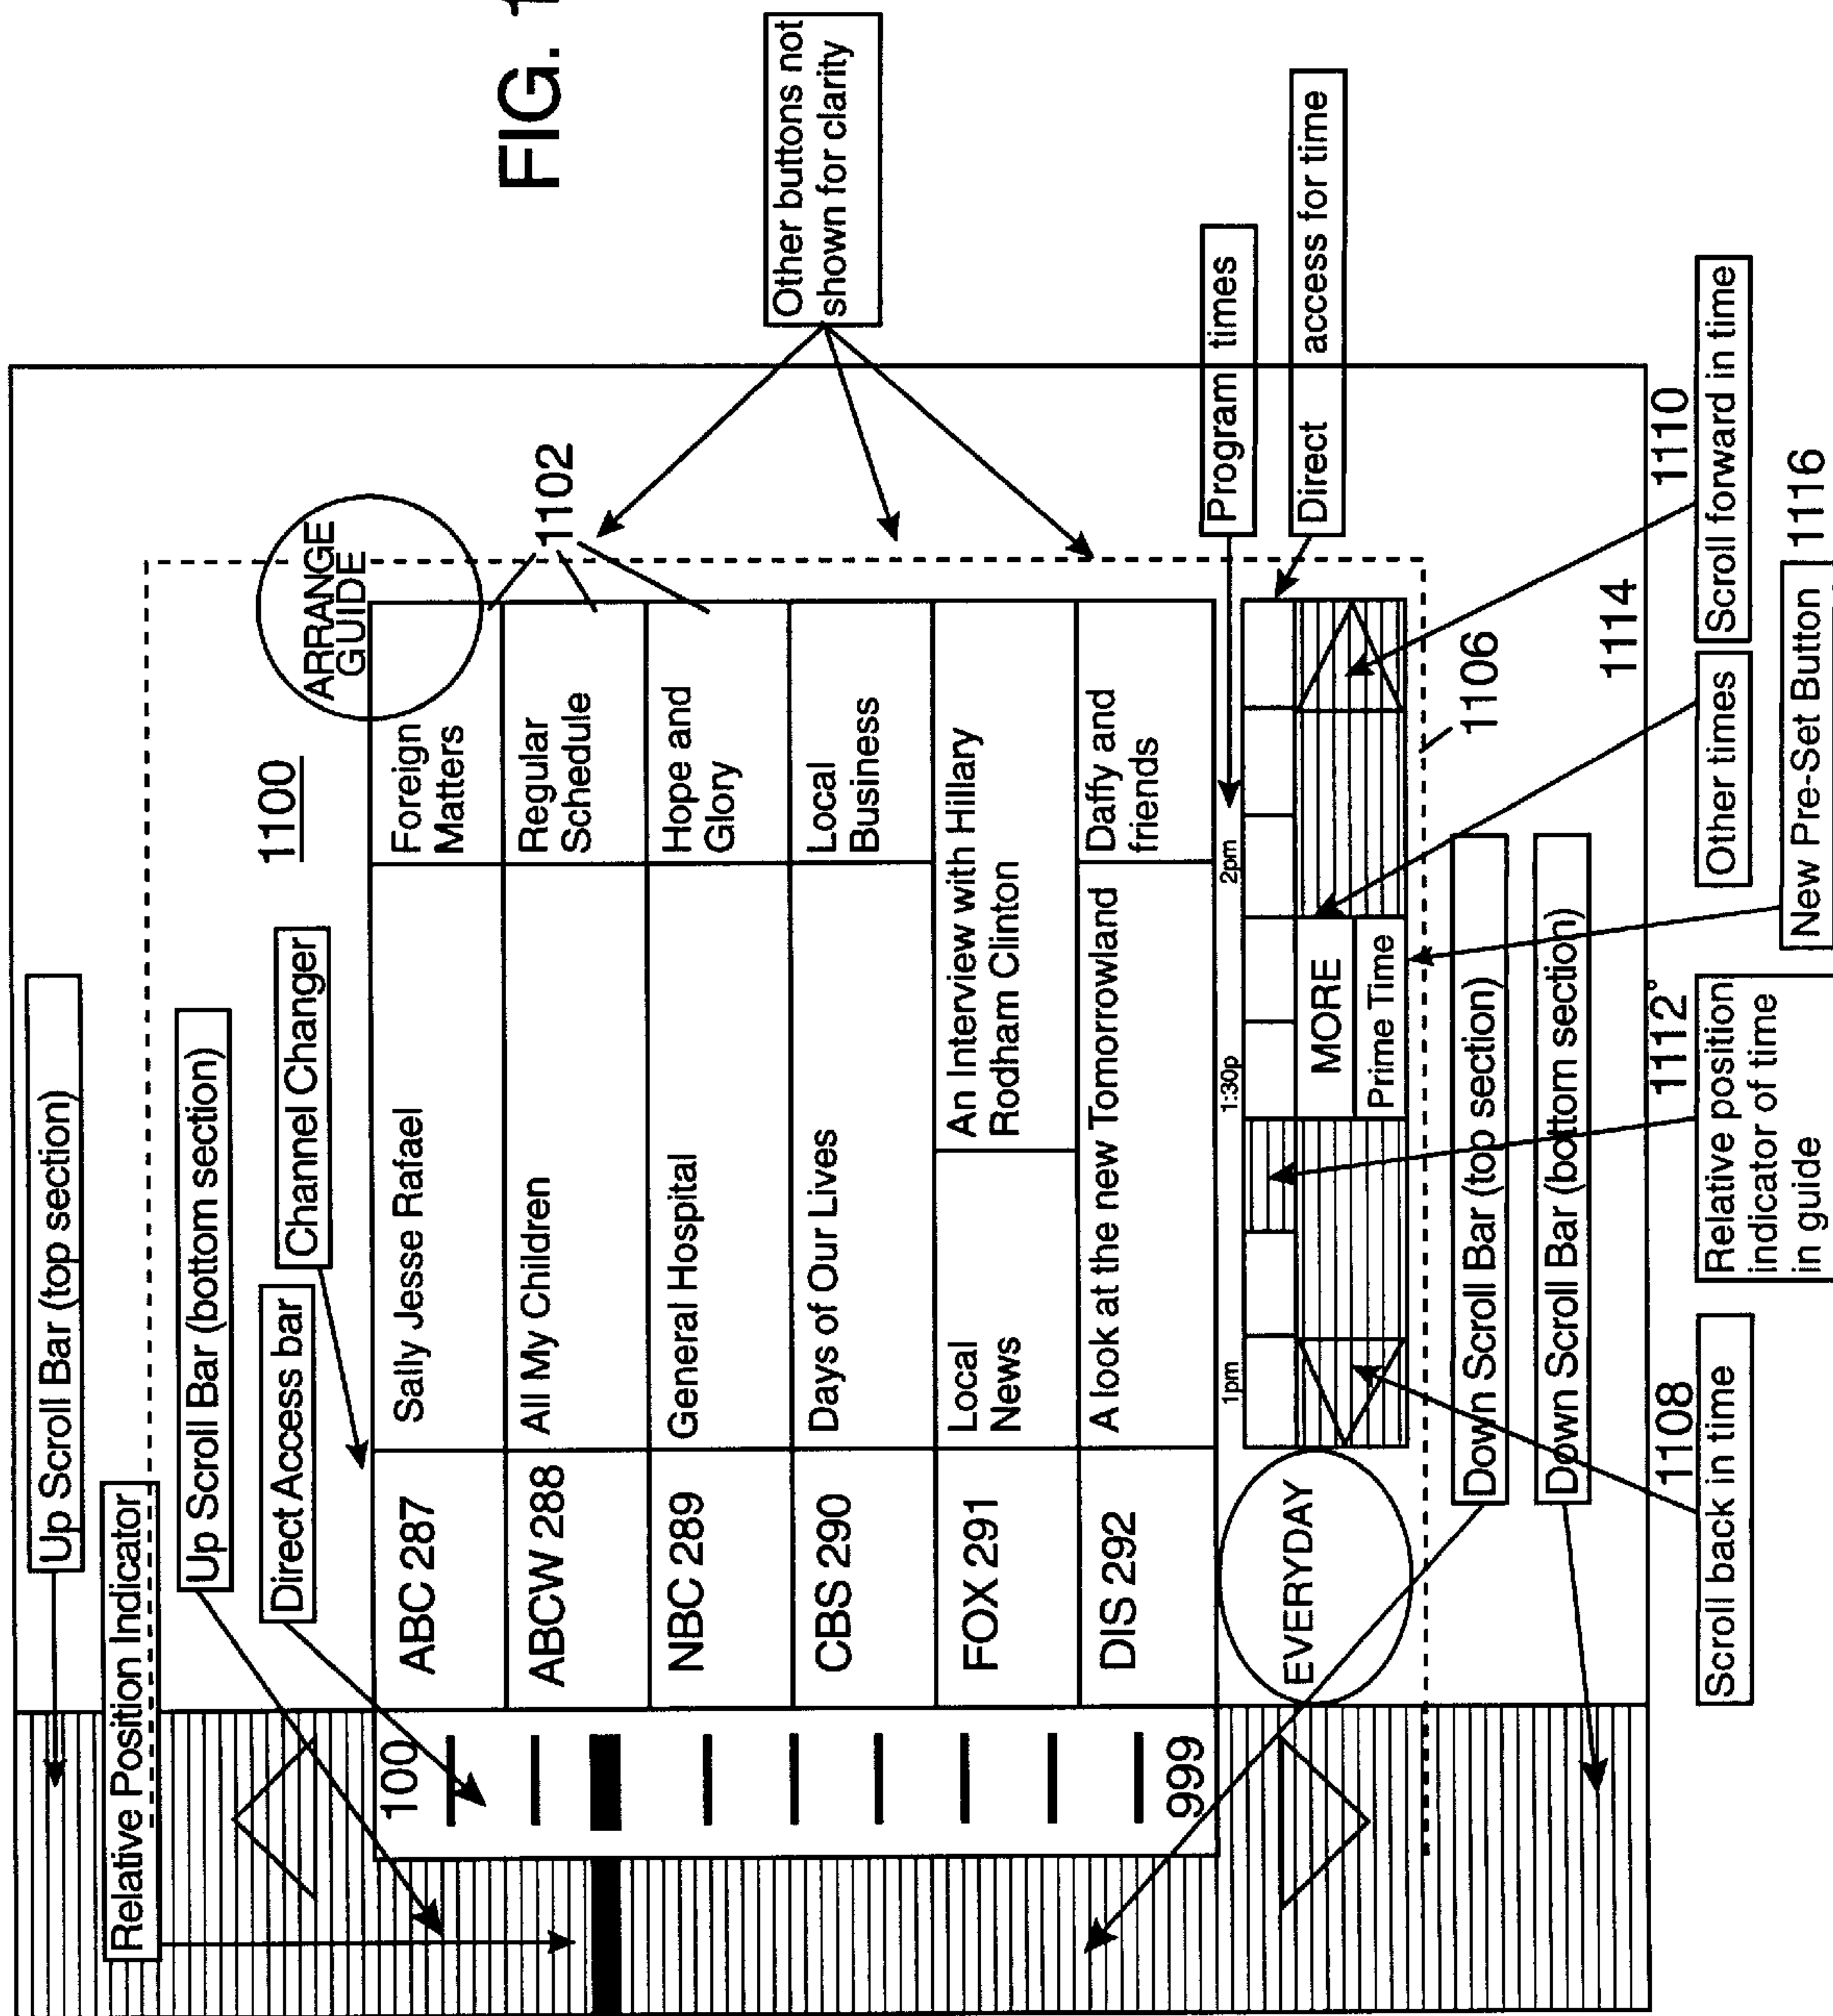 Up Scroll Bar (top section)
Relative Position Indicator
Up Scroll Bar (bottom section)
Direct Access bar
Channel Changer
1100
ARRANGE
GUIDE
FIG. 1
1102
Other buttons not
shown for clarity
100
999
ABC 287
Sally Jesse Rafael
Foreign
Matters
ABCW 288
All My Children
Regular
Schedule
NBC 289
General Hospital
Hope and
Glory
CBS 290
Days of Our Lives
Local
Business
FOX 291
Local
News
An Interview with Hillary
Rodham Clinton
DIS 292
A look at the new Tomorrowland
Daffy and
friends
1pm
1:30p
2pm
Program times
Direct access for time
EVERYDAY
MORE
Prime Time
1106
Down Scroll Bar (top section)
Down Scroll Bar (bottom section)
1114
1108
Scroll back in time
1112
Relative position
indicator of time
in guide
Other times
1110
Scroll forward in time
New Pre-Set Button
1116